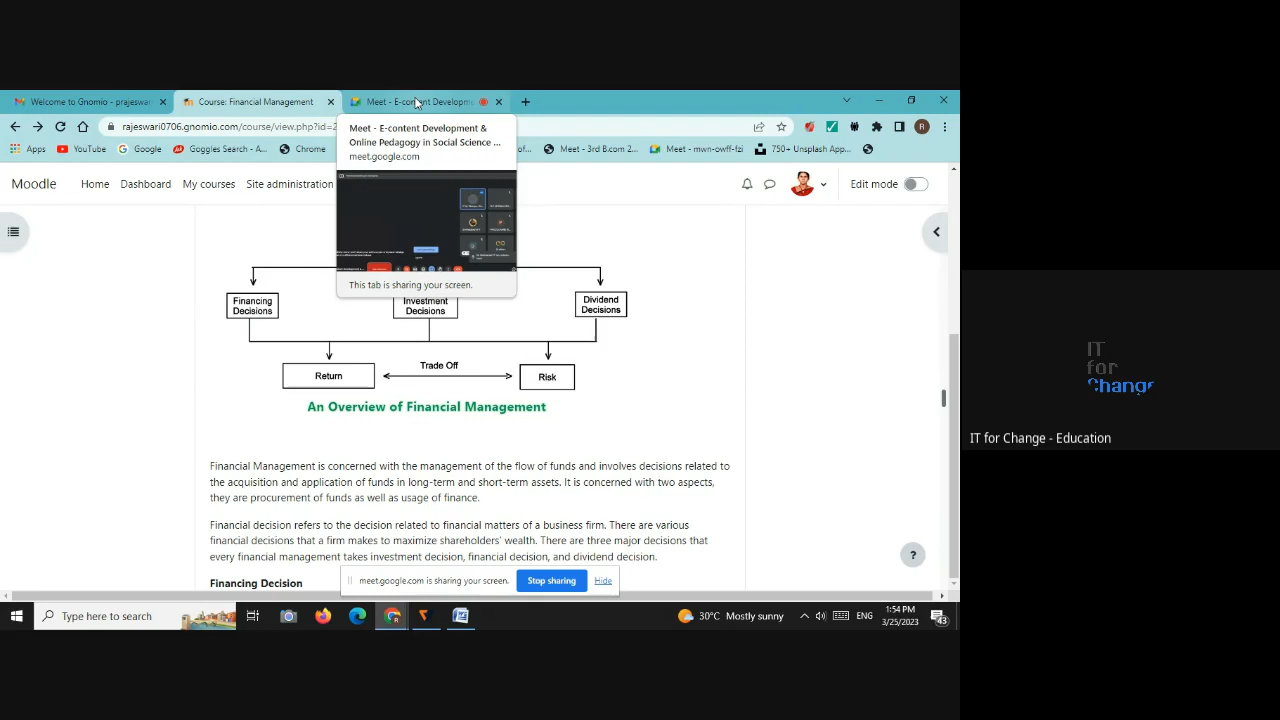 Welcome to Gnomio - prajeswari
Course: Financial Management
Meet - E-content Developme
rajeswari0706.gnomio.com/course/view.php?id=2
Apps
YouTube
Google
Goggles Search - A...
Chrome
of...
Meet - 3rd B.com 2...
Meet - mwn-owff-fzi
750+ Unsplash App...
Meet - E-content Development &
Online Pedagogy in Social Science ...
meet.google.com
This tab is sharing your screen.
Moodle
Home
Dashboard
My courses
Site administration
Edit mode
Financing
Decisions
Investment
Decisions
Dividend
Decisions
Return
Trade Off
Risk
An Overview of Financial Management
Financial Management is concerned with the management of the flow of funds and involves decisions related to
the acquisition and application of funds in long-term and short-term assets. It is concerned with two aspects,
they are procurement of funds as well as usage of finance.
Financial decision refers to the decision related to financial matters of a business firm. There are various
financial decisions that a firm makes to maximize shareholders' wealth. There are three major decisions that
every financial management takes investment decision, financial decision, and dividend decision.
Financing Decision
?
meet.google.com is sharing your screen.
Stop sharing
Hide
Type here to search
30°C Mostly sunny
ENG
1:54 PM
3/25/2023
43
R
IT
for
Change
IT for Change - Education